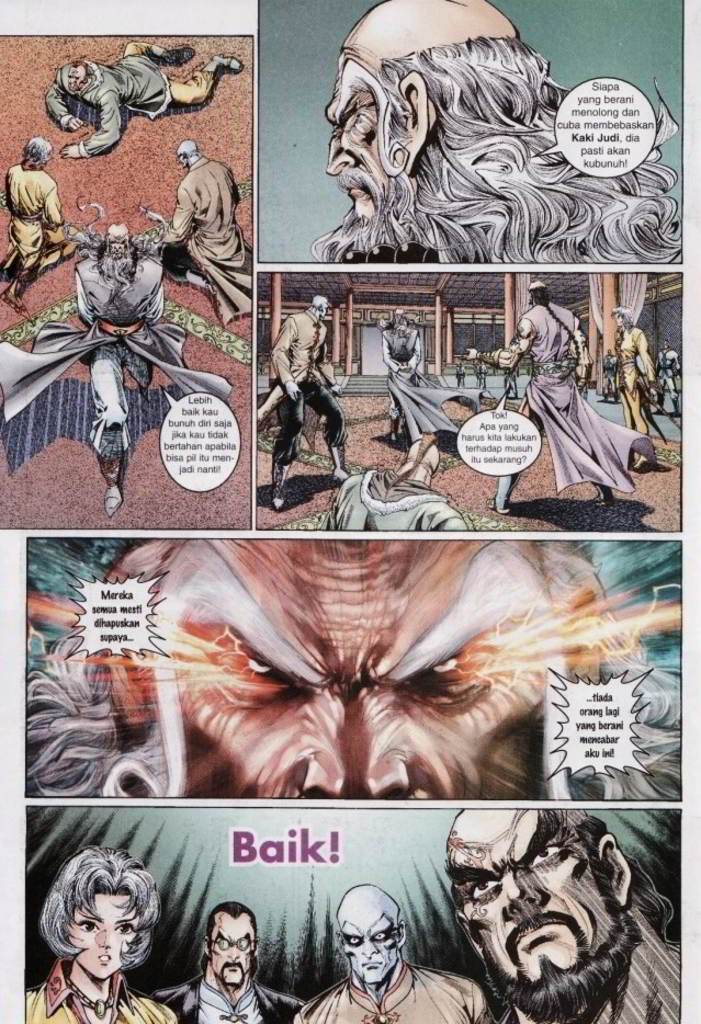 Lebih
baik kau
bunuh diri saja
jika kau tidak
bertahan apabila
bisa pil itu men-
jadi nanti!
Siapa
yang berani
menolong dan
cuba membebaskan
Kaki Judi, dia
pasti akan
kubunuh!
Tok!
Apa yang
harus kita lakukan
terhadap musuh
itu sekarang?
Mereka
semua mesti
dihapuskan
supaya...
...tiada
orang lagi
yang berani
mencabar
aku ini!
Baik!